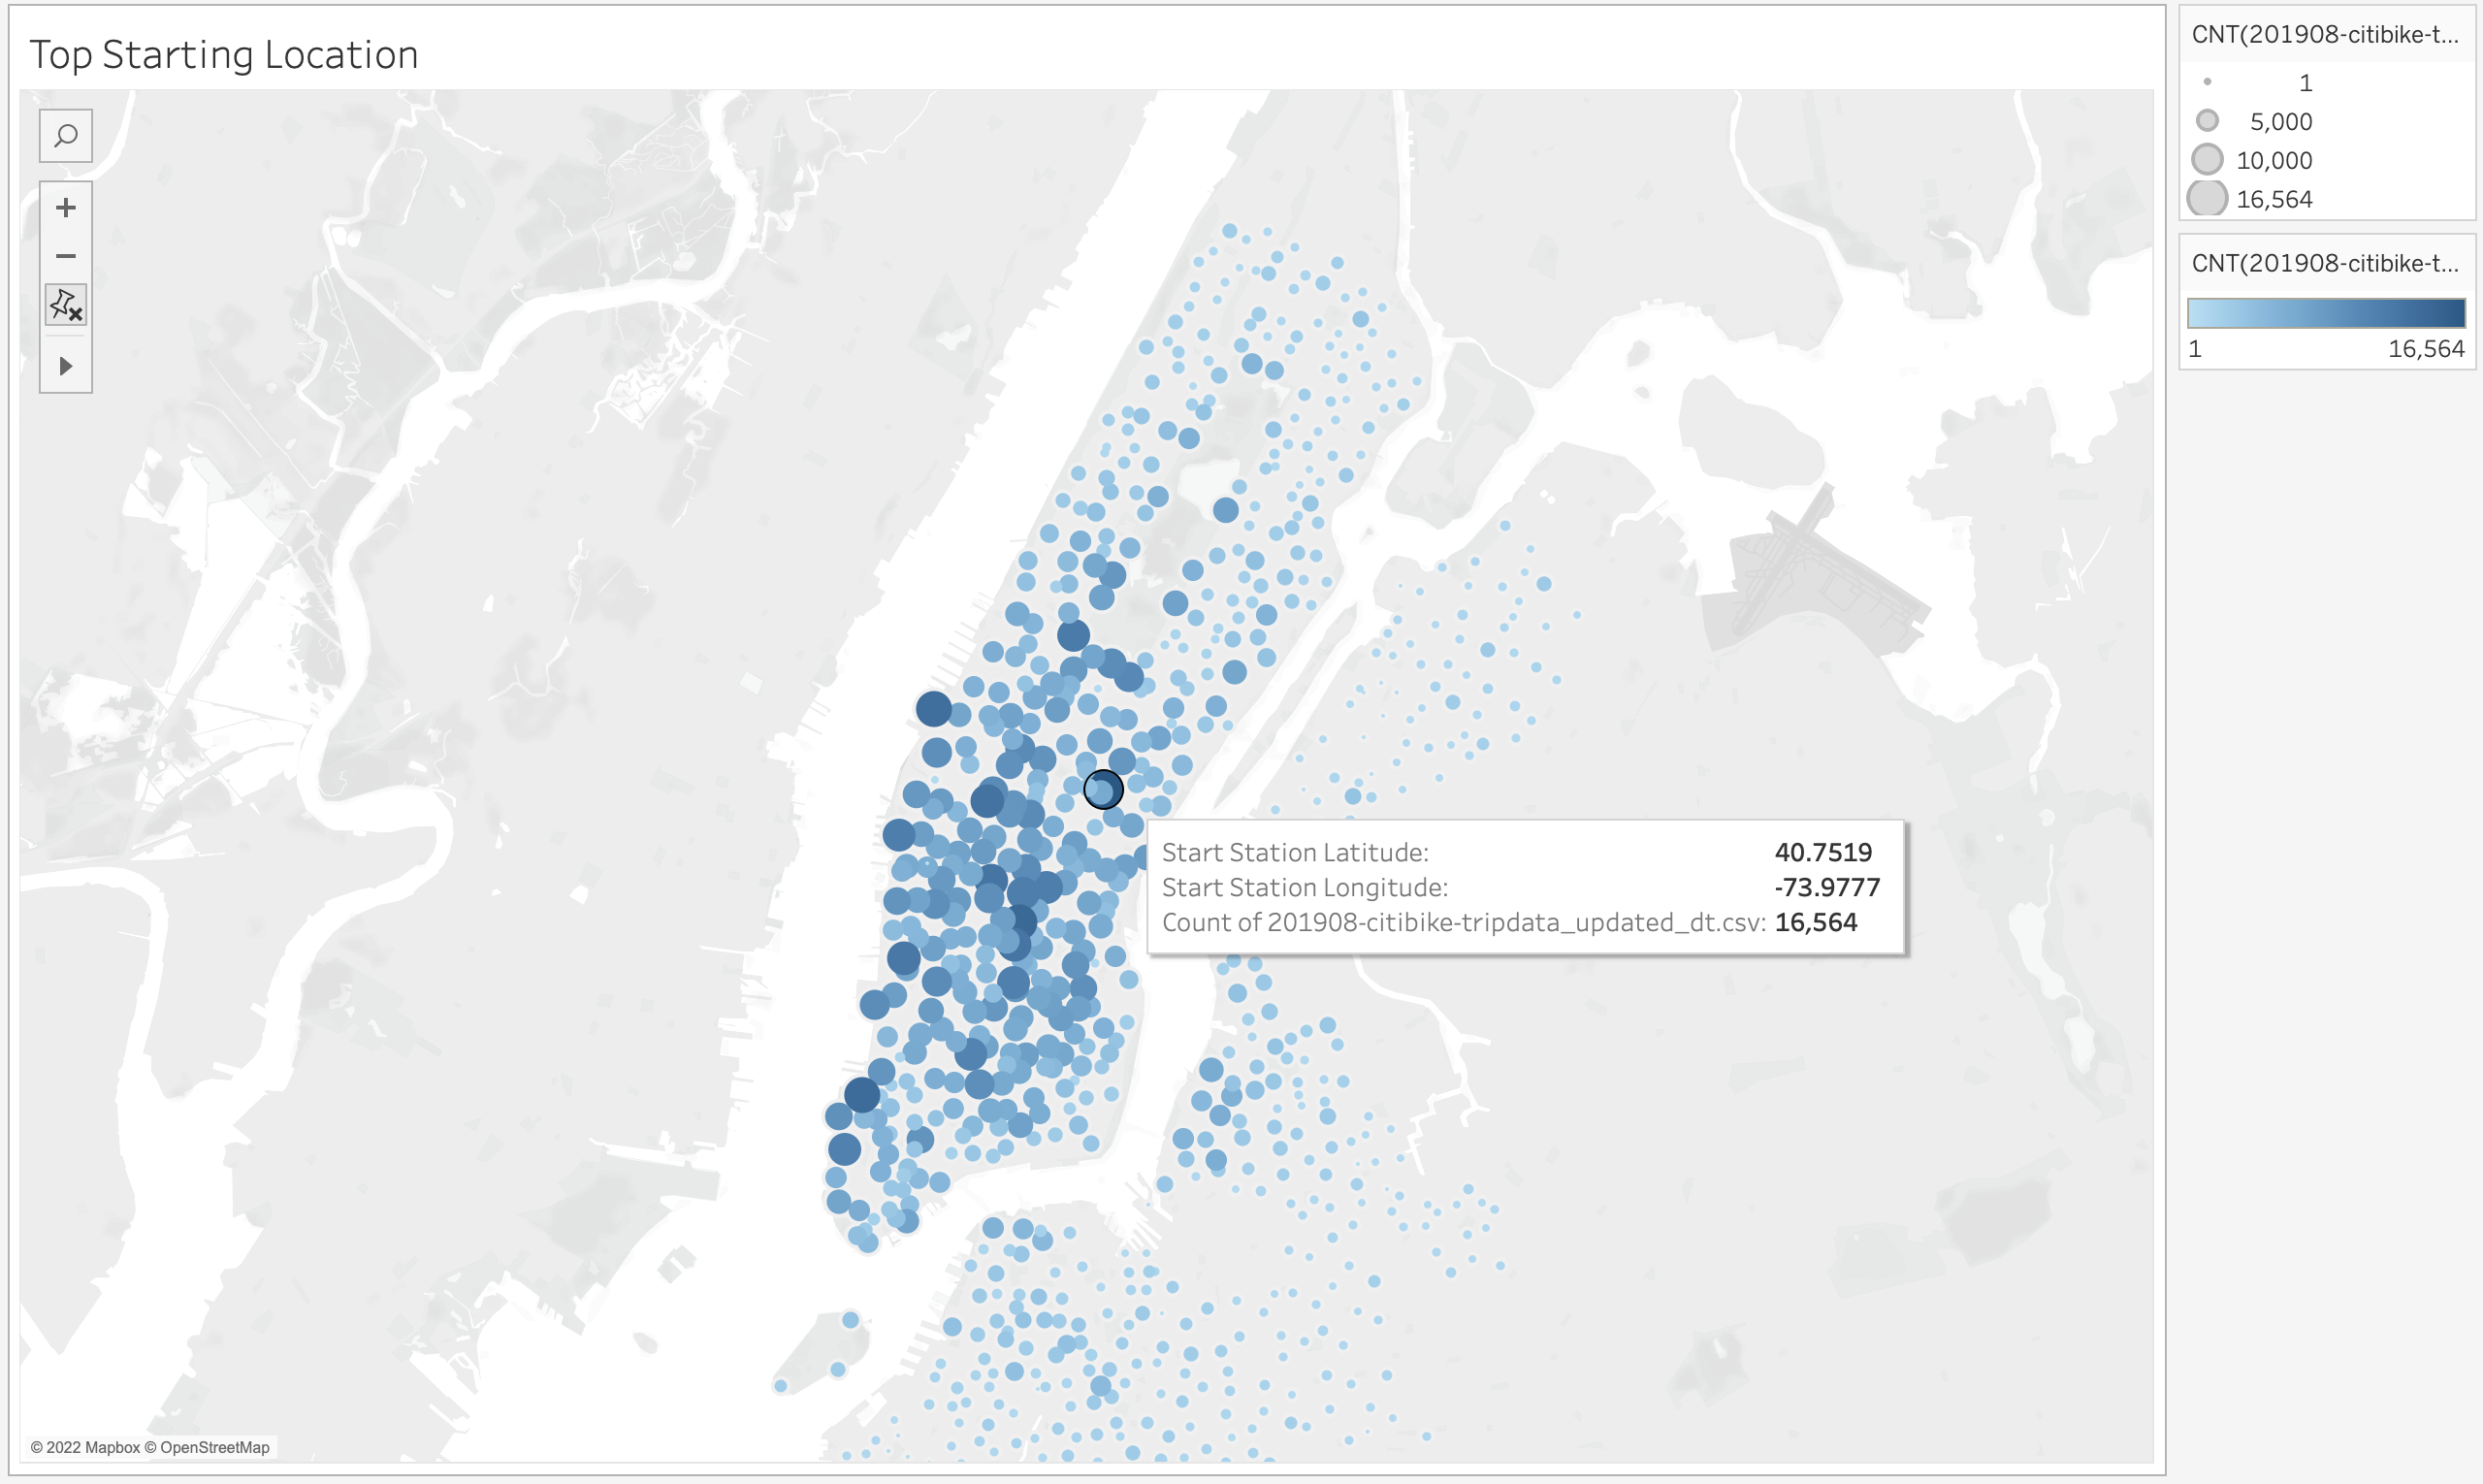 Top Starting Location
CNT(201908-citibike-t...
1
5,000
10,000
16,564
CNT(201908-citibike-t...
1 16,564
Start Station Latitude: 40.7519
Start Station Longitude: -73.9777
Count of 201908-citibike-tripdata_updated_dt.csv: 16,564
© 2022 Mapbox © OpenStreetMap